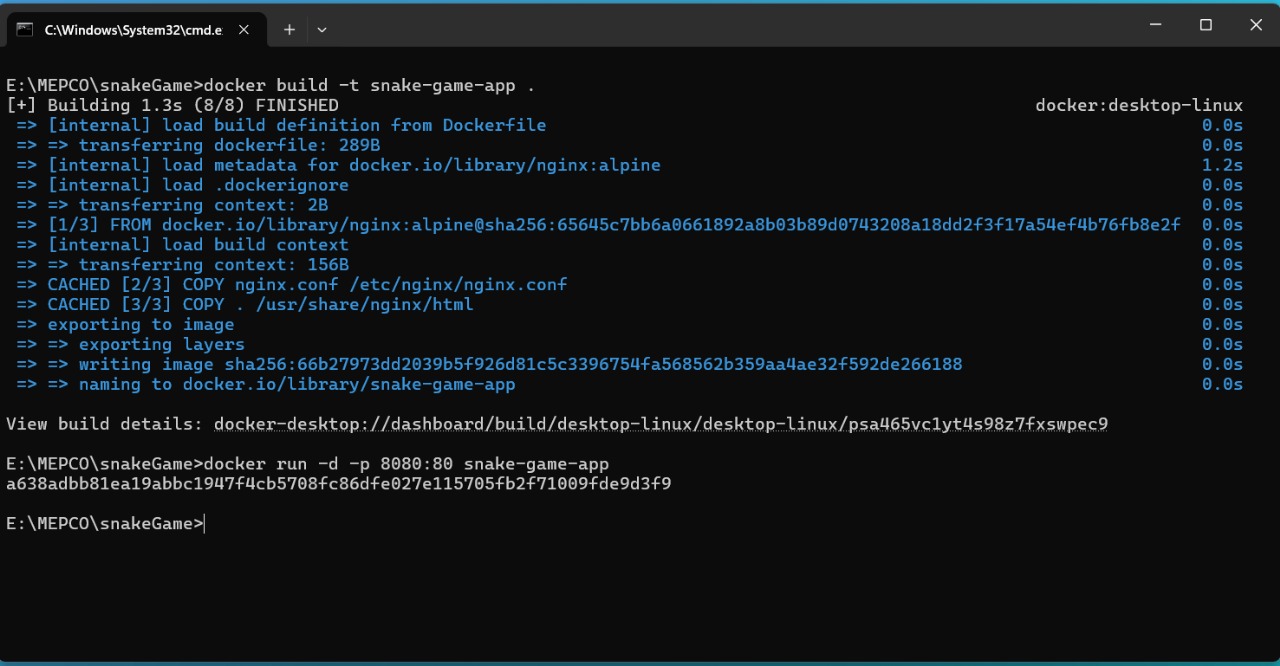 C:\Windows\System32\cmd.e
E:\MEPCO\snakeGame>docker build -t snake-game-app .
[+] Building 1.3s (8/8) FINISHED docker:desktop-linux
=> [internal] load build definition from Dockerfile 0.0s
=> => transferring dockerfile: 289B 0.0s
=> [internal] load metadata for docker.io/library/nginx:alpine 1.2s
=> [internal] load .dockerignore 0.0s
=> => transferring context: 2B 0.0s
=> [1/3] FROM docker.io/library/nginx:alpine@sha256:65645c7bb6a0661892a8b03b89d0743208a18dd2f3f17a54ef4b76fb8e2f 0.0s
=> [internal] load build context 0.0s
=> => transferring context: 156B 0.0s
=> CACHED [2/3] COPY nginx.conf /etc/nginx/nginx.conf 0.0s
=> CACHED [3/3] COPY . /usr/share/nginx/html 0.0s
=> exporting to image 0.0s
=> => exporting layers 0.0s
=> => writing image sha256:66b27973dd2039b5f926d81c5c3396754fa568562b359aa4ae32f592de266188 0.0s
=> => naming to docker.io/library/snake-game-app 0.0s
View build details: docker-desktop://dashboard/build/desktop-linux/desktop-linux/psa465vc1yt4s98z7fxswpec9
E:\MEPCO\snakeGame>docker run -d -p 8080:80 snake-game-app
a638adbb81ea19abbc1947f4cb5708fc86dfe027e115705fb2f71009fde9d3f9
E:\MEPCO\snakeGame>